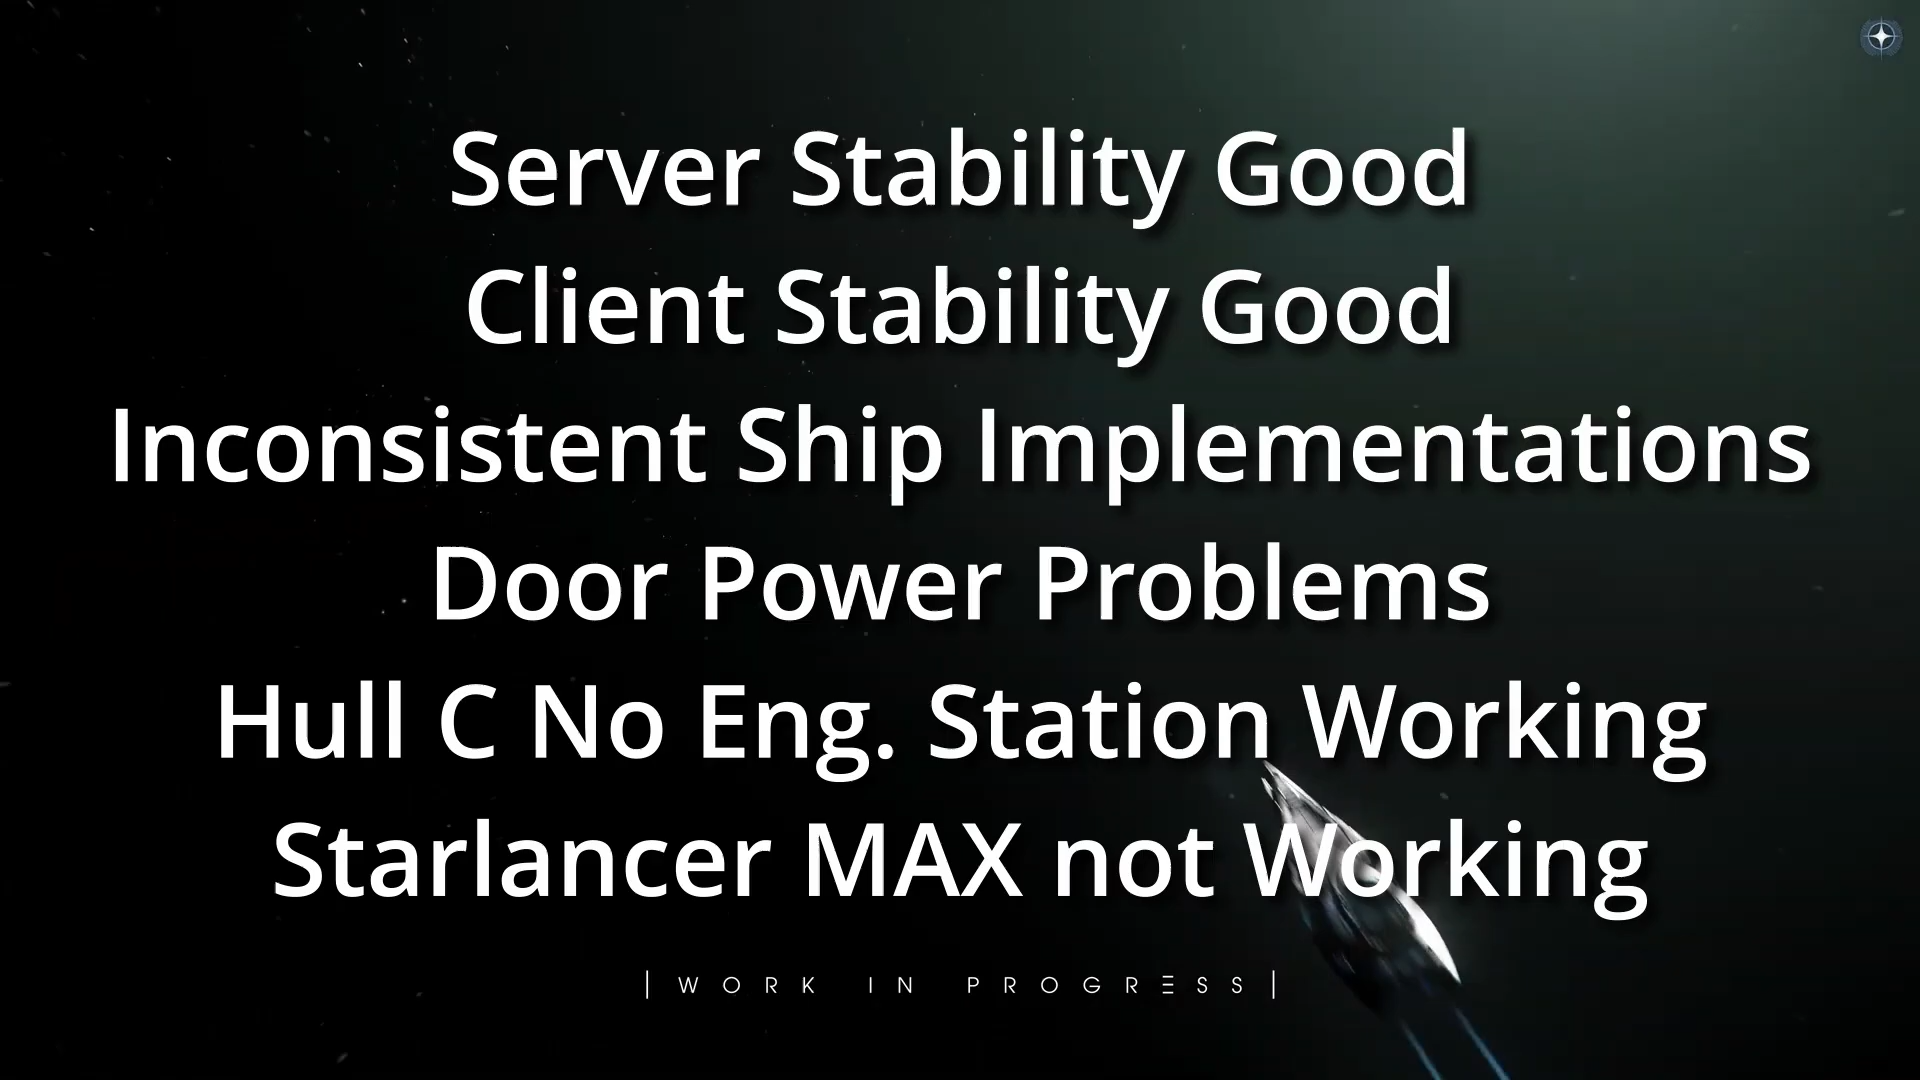 Server Stability Good
Client Stability Good
Inconsistent Ship Implementations
Door Power Problems
Hull C No Eng. Station Working
Starlancer MAX not Working
| WORK IN PROGRESS |